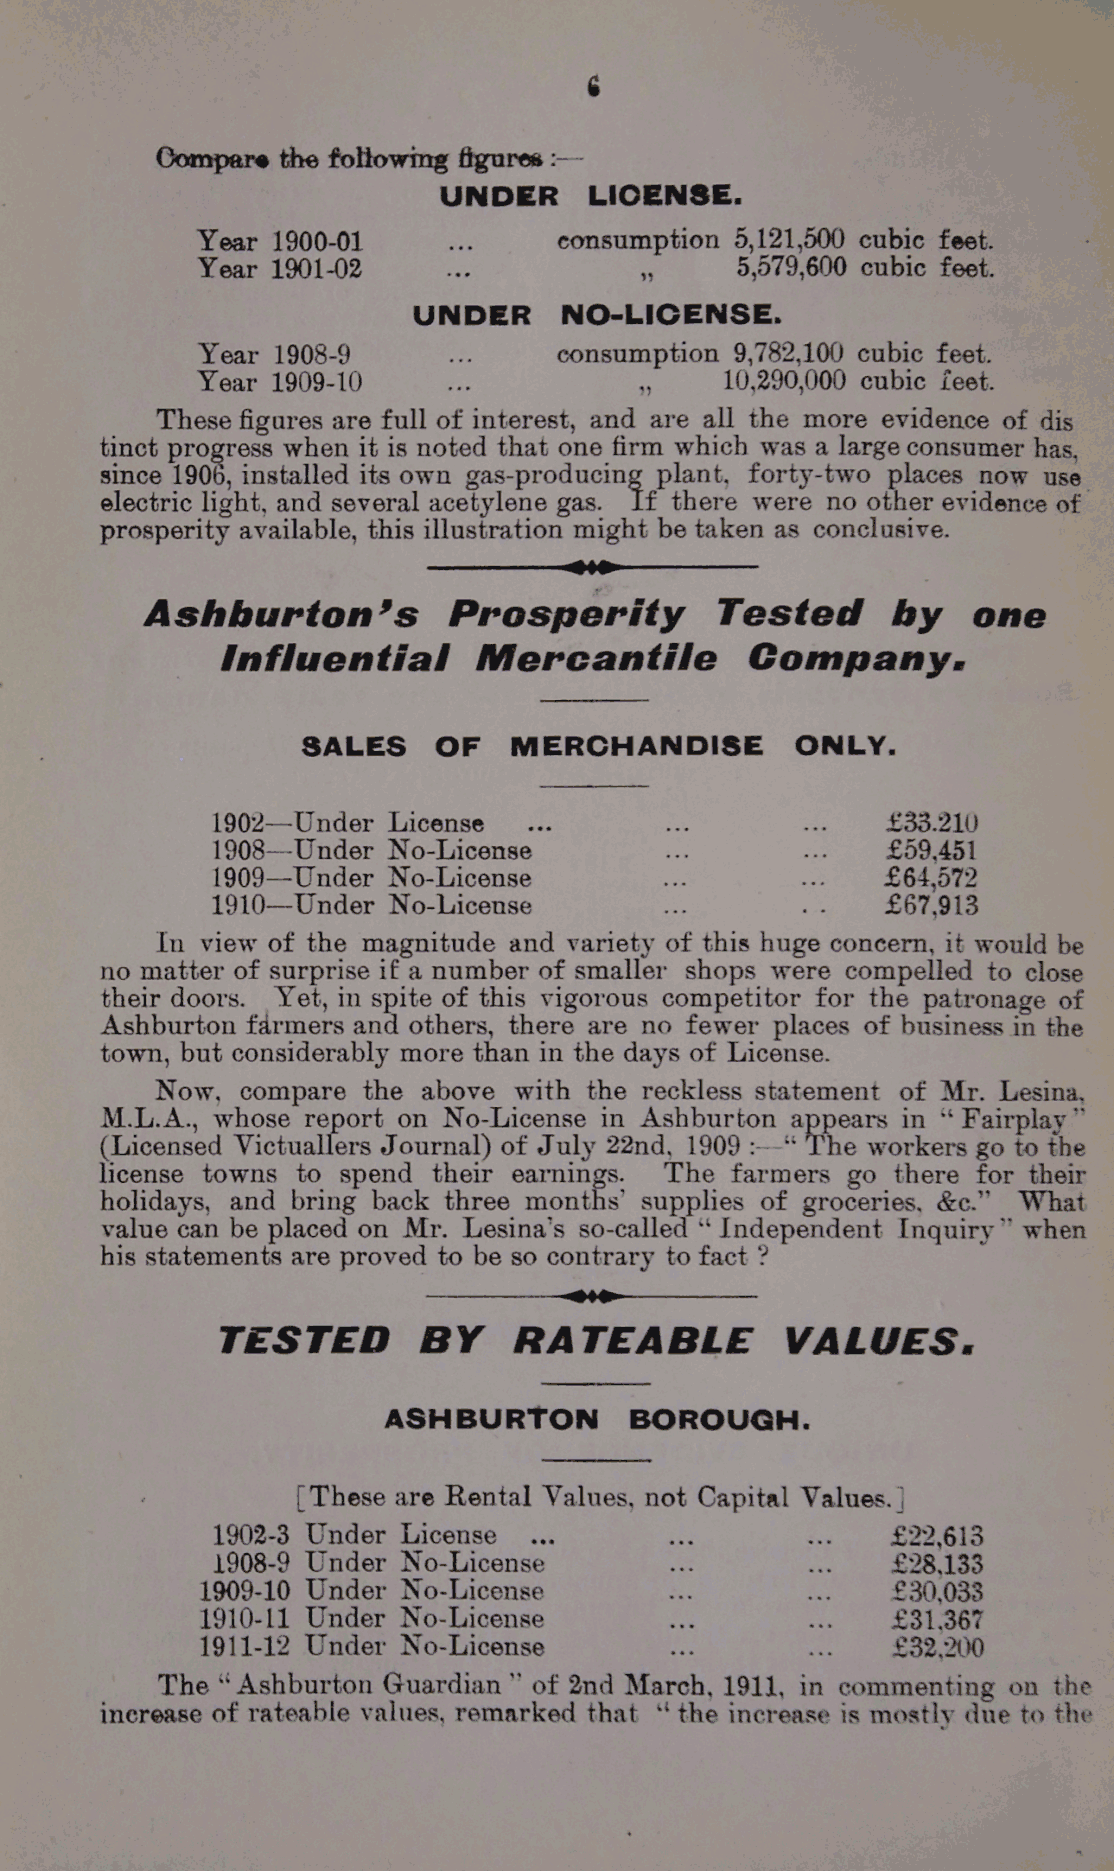 6
Compare the following figures :—
UNDER LICENSE.
Year 1900-01 ... consumption 5,121,500 cubic feet.
Year 1901-02 ... „ 5,579,600 cubic feet.
UNDER NO-LICENSE.
Year 1908-9 ... consumption 9,782,100 cubic feet.
Year 1909-10 ... „ 10,290,000 cubic feet.
These figures are full of interest, and are all the more evidence of dis
tinct progress when it is noted that one firm which was a large consumer has,
since 1906, installed its own gas-producing plant, forty-two places now use
electric light, and several acetylene gas. If there were no other evidence of
prosperity available, this illustration might be taken as conclusive.
Ashburton's Prosperity Tested by one
Influential Mercantile Company.
SALES OF MERCHANDISE ONLY.
1902—Under License ... ... ... £33.210
1908—Under No-License ... ... £59,451
1909—Under No-License ... ... £64,572
1910—Under No-License ... . . £67,913
In view of the magnitude and variety of this huge concern, it would be
no matter of surprise if a number of smaller shops were compelled to close
their doors. Yet, in spite of this vigorous competitor for the patronage of
Ashburton farmers and others, there are no fewer places of business in the
town, but considerably more than in the days of License.
Now, compare the above with the reckless statement of Mr. Lesina,
M.L.A., whose report on No-License in Ashburton appears in “ Fairplay ”
(Licensed Victuallers Journal) of July 22nd, 1909 :—“ The workers go to the
license towns to spend their earnings. The farmers go there for their
holidays, and bring back three months' supplies of groceries, &c.” What
value can be placed on Mr. Lesina's so-called “ Independent Inquiry ” when
his statements are proved to be so contrary to fact ?
TESTED BY RATEABLE VALUES.
ASHBURTON BOROUGH.
[These are Rental Values, not Capital Values.]
1902-3 Under License ... ... ... £22,613
1908-9 Under No-License ... ... £28,133
1909-10 Under No-License ... ... £30,033
1910-11 Under No-License ... ... £31,367
1911-12 Under No-License ... ... £32,200
The “ Ashburton Guardian ” of 2nd March, 1911, in commenting on the
increase of rateable values, remarked that “ the increase is mostly due to the